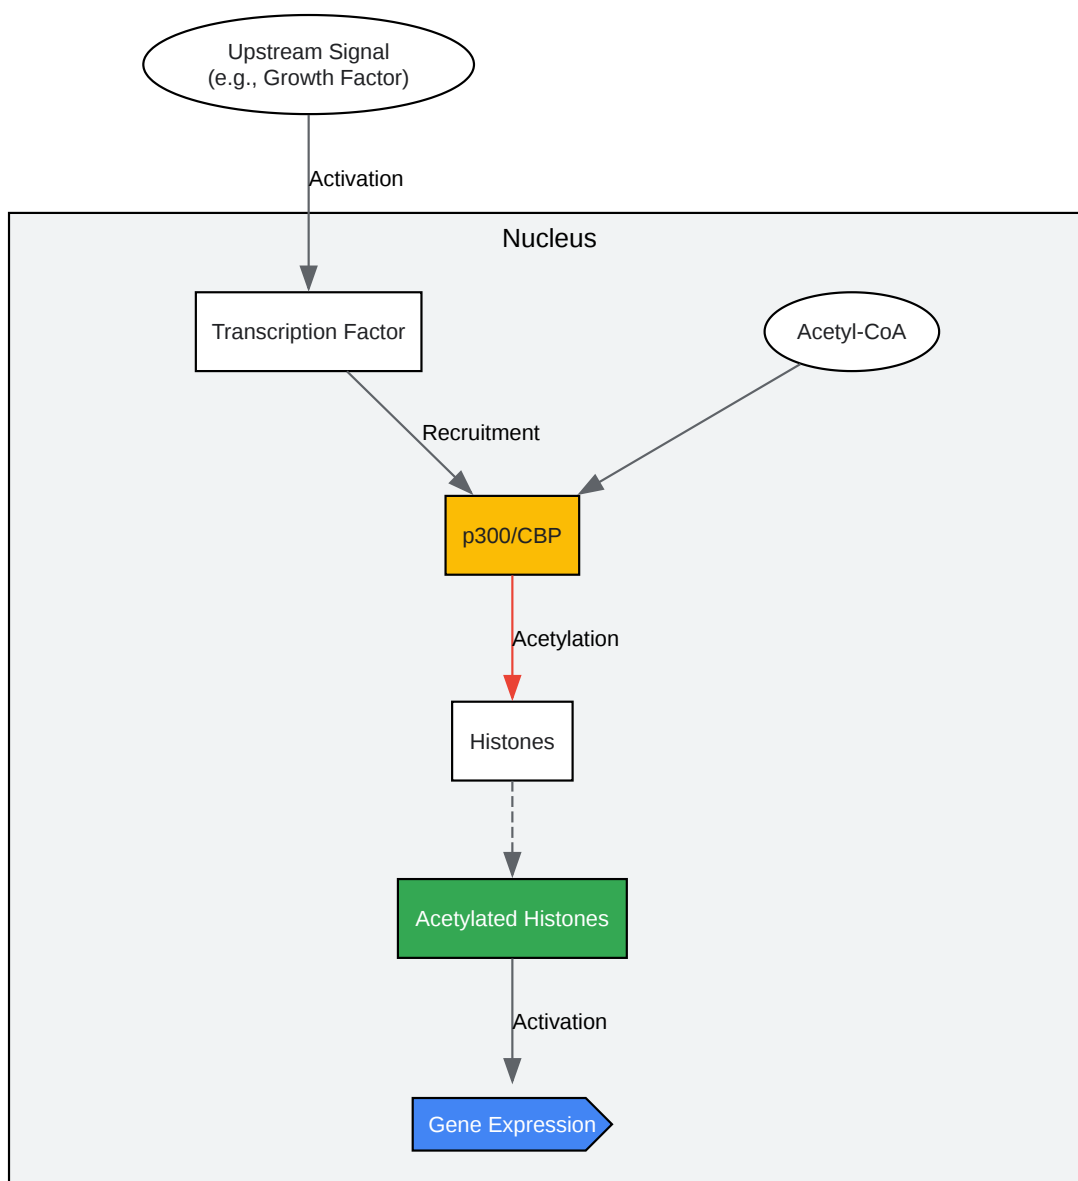 Upstream Signal
(e.g., Growth Factor)
Activation
Nucleus
Transcription Factor
Acetyl-CoA
Recruitment
p300/CBP
Acetylation
Histones
Acetylated Histones
Activation
Gene Expression